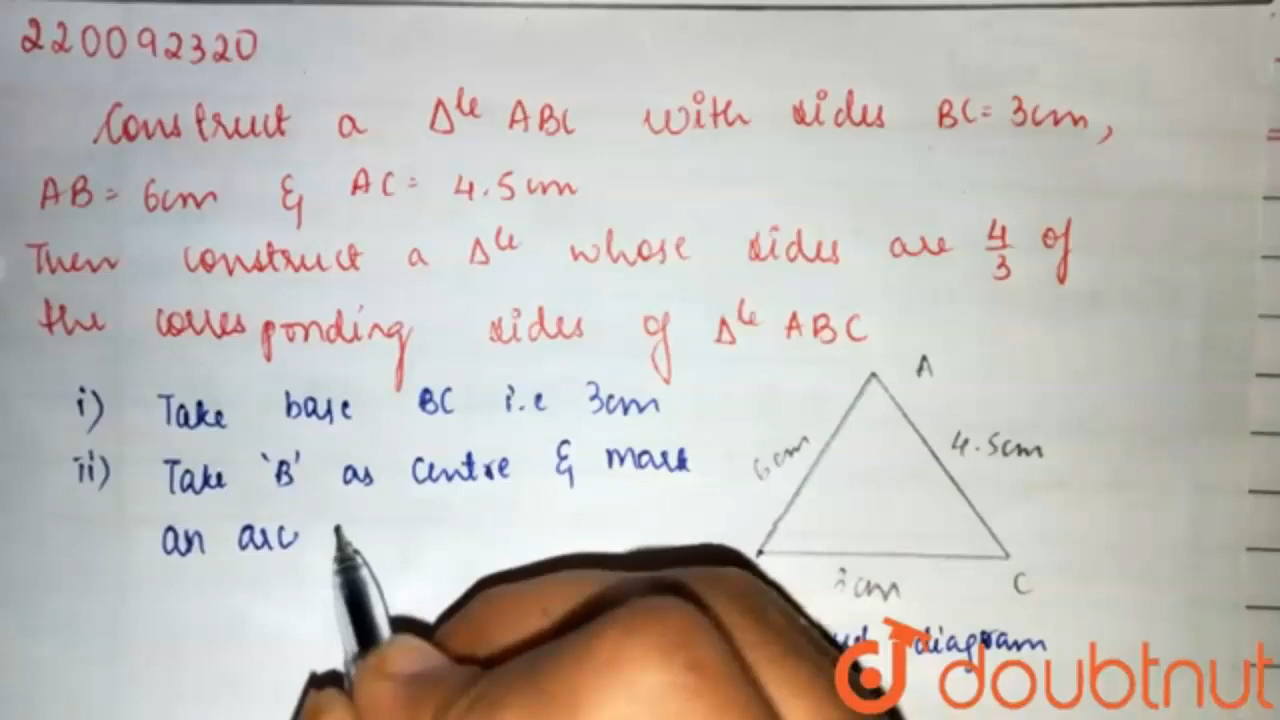 220092320
Construct a Δle ABC with sides BC = 3cm,
AB = 6cm & AC = 4.5cm
Then construct a Δle whose sides are 4/3 of
the corresponding sides of Δle ABC
i) Take base BC i.e 3cm
ii) Take 'B' as centre & mark
an arc
A
6cm
4.5cm
3cm
C
diagram
doubtnut